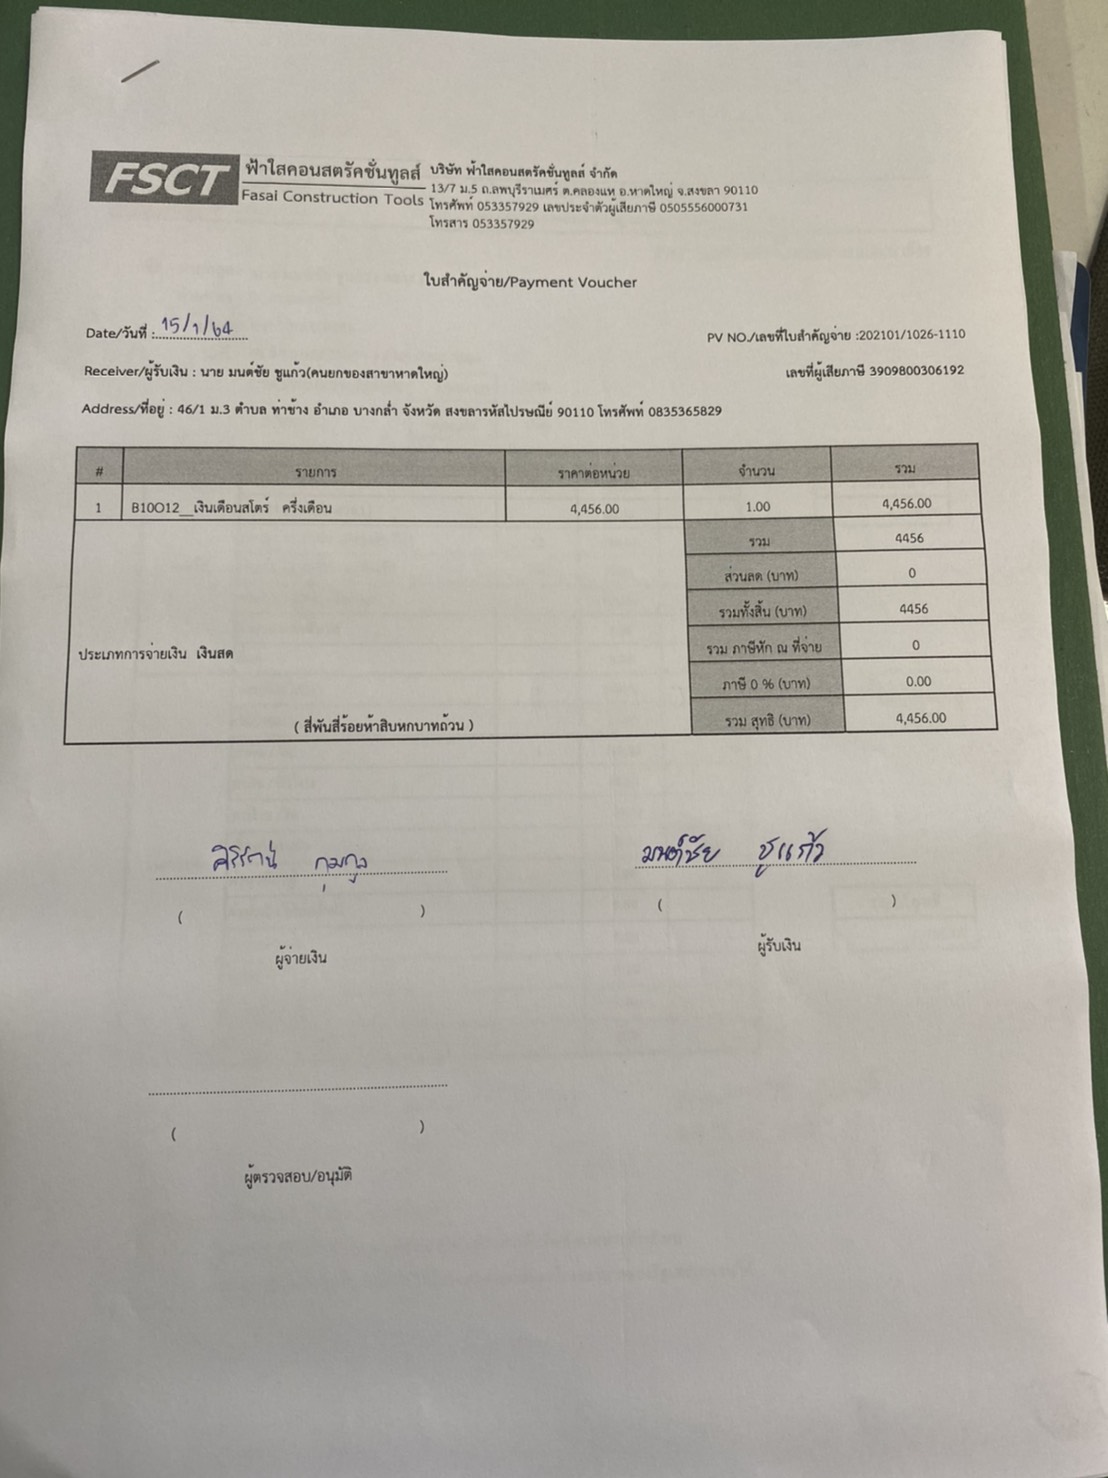 FSCT
ฟ้าใสคอนสตรัคชั่นทูลส์
Fasai Construction Tools
บริษัท ฟ้าใสคอนสตรัคชั่นทูลส์ จำกัด
13/7 ม.5 ถ.ลพบุรีราเมศร์ ต.คลองแห อ.หาดใหญ่ จ.สงขลา 90110
โทรศัพท์ 053357929 เลขประจำตัวผู้เสียภาษี 0505556000731
โทรสาร 053357929
ใบสำคัญจ่าย/Payment Voucher
Date/วันที่ : 15/1/64
PV NO./เลขที่ใบสำคัญจ่าย :202101/1026-1110
Receiver/ผู้รับเงิน : นาย มนต์ชัย ชูแก้ว(คนยกของสาขาหาดใหญ่)
เลขที่ผู้เสียภาษี 3909800306192
Address/ที่อยู่ : 46/1 ม.3 ตำบล ท่าช้าง อำเภอ บางกล่ำ จังหวัด สงขลารหัสไปรษณีย์ 90110 โทรศัพท์ 0835365829
# รายการ ราคาต่อหน่วย จำนวน รวม
1 B10O12__เงินเดือนสโตร์ ครึ่งเดือน 4,456.00 1.00 4,456.00
รวม 4456
ส่วนลด (บาท) 0
รวมทั้งสิ้น (บาท) 4456
ประเภทการจ่ายเงิน เงินสด
รวม ภาษีหัก ณ ที่จ่าย 0
ภาษี 0 % (บาท) 0.00
( สี่พันสี่ร้อยห้าสิบหกบาทถ้วน )
รวม สุทธิ (บาท) 4,456.00
มนต์ชัย ชูแก้ว
( )
( )
ผู้จ่ายเงิน
ผู้รับเงิน
( )
ผู้ตรวจสอบ/อนุมัติ